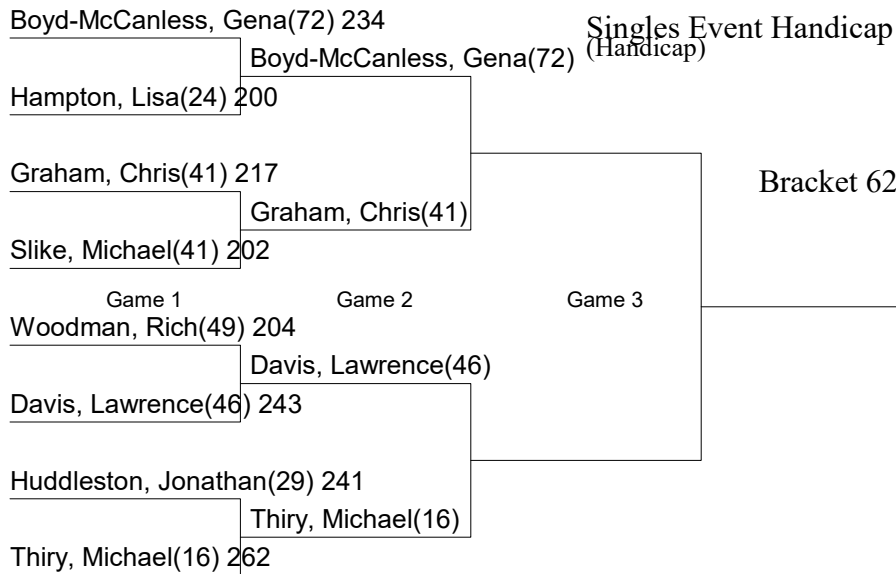 Boyd-McCanless, Gena(72) 234
Singles Event Handicap
(Handicap)
Boyd-McCanless, Gena(72)
Hampton, Lisa(24) 200
Graham, Chris(41) 217
Bracket 62
Graham, Chris(41)
Slike, Michael(41) 202
Game 1
Game 2
Game 3
Woodman, Rich(49) 204
Davis, Lawrence(46)
Davis, Lawrence(46) 243
Huddleston, Jonathan(29) 241
Thiry, Michael(16)
Thiry, Michael(16) 262